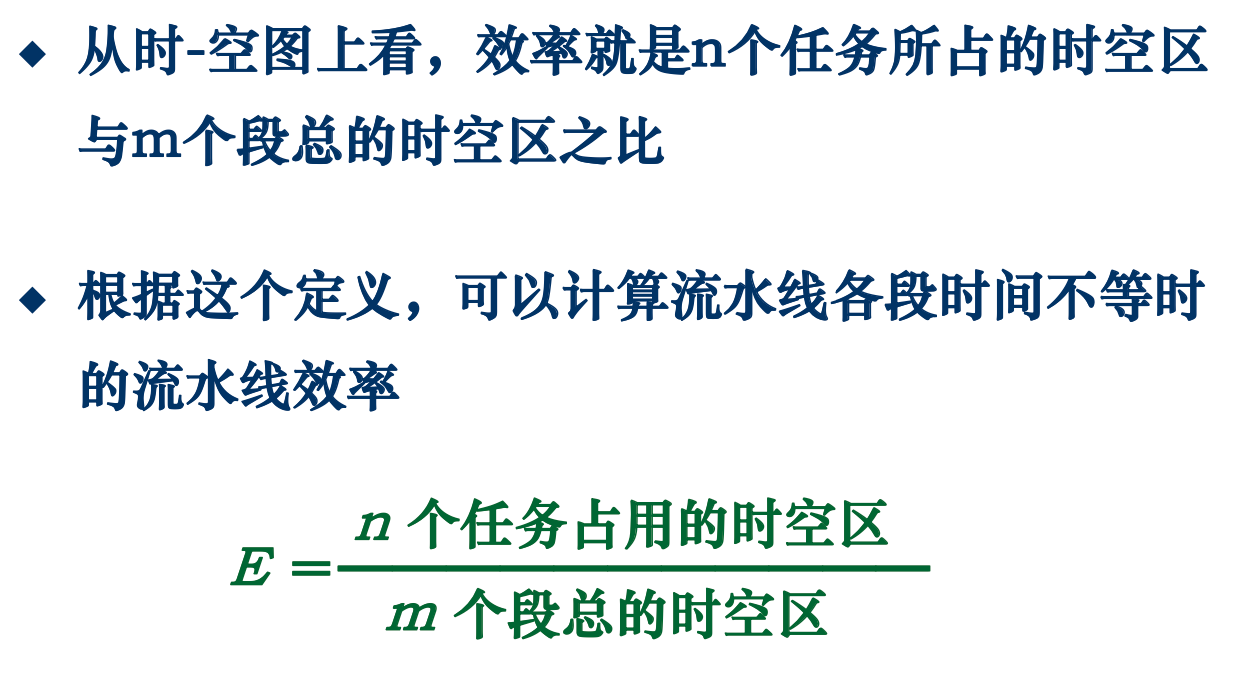 ◆ 从时-空图上看，效率就是n个任务所占的时空区
与m个段总的时空区之比
◆ 根据这个定义，可以计算流水线各段时间不等时
的流水线效率
n 个任务占用的时空区
E =
m 个段总的时空区